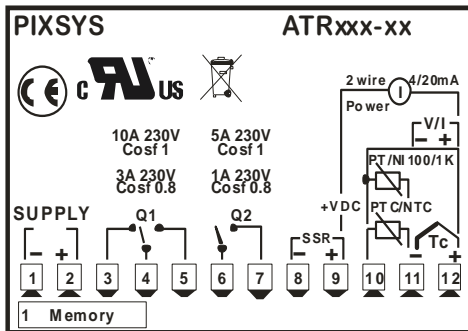 PIXSYS ATRxxx-xx
CE c RU US
2 wire 4/20mA
I
Power
V/I
- +
10A 230V 5A 230V
Cosf 1 Cosf 1
PT/NI 100/1K
3A 230V 1A 230V
Cosf 0.8 Cosf 0.8
+VDC PTC/NTC
SUPPLY Q1 Q2
- + SSR - + Tc - +
1 2 3 4 5 6 7 8 9 10 11 12
1 Memory